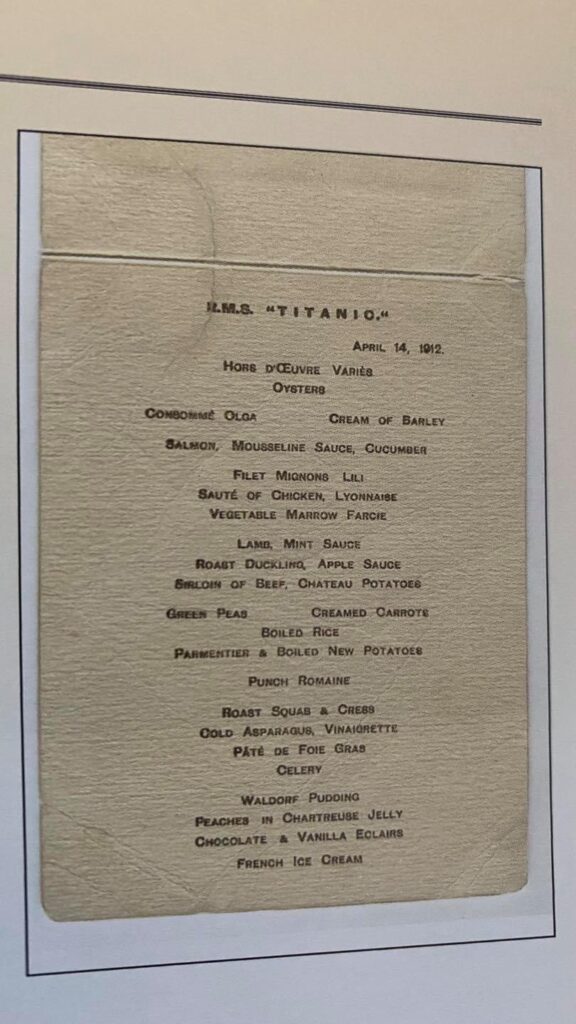 R.M.S. "TITANIC."
APRIL 14, 1912.
HORS D'ŒUVRE VARIÉS
OYSTERS
CONSOMMÉ OLGA CREAM OF BARLEY
SALMON, MOUSSELINE SAUCE, CUCUMBER
FILET MIGNONS LILI
SAUTÉ OF CHICKEN, LYONNAISE
VEGETABLE MARROW FARCIE
LAMB, MINT SAUCE
ROAST DUCKLING, APPLE SAUCE
SIRLOIN OF BEEF, CHATEAU POTATOES
GREEN PEAS CREAMED CARROTS
BOILED RICE
PARMENTIER & BOILED NEW POTATOES
PUNCH ROMAINE
ROAST SQUAB & CRESS
COLD ASPARAGUS, VINAIGRETTE
PÂTÉ DE FOIE GRAS
CELERY
WALDORF PUDDING
PEACHES IN CHARTREUSE JELLY
CHOCOLATE & VANILLA ECLAIRS
FRENCH ICE CREAM